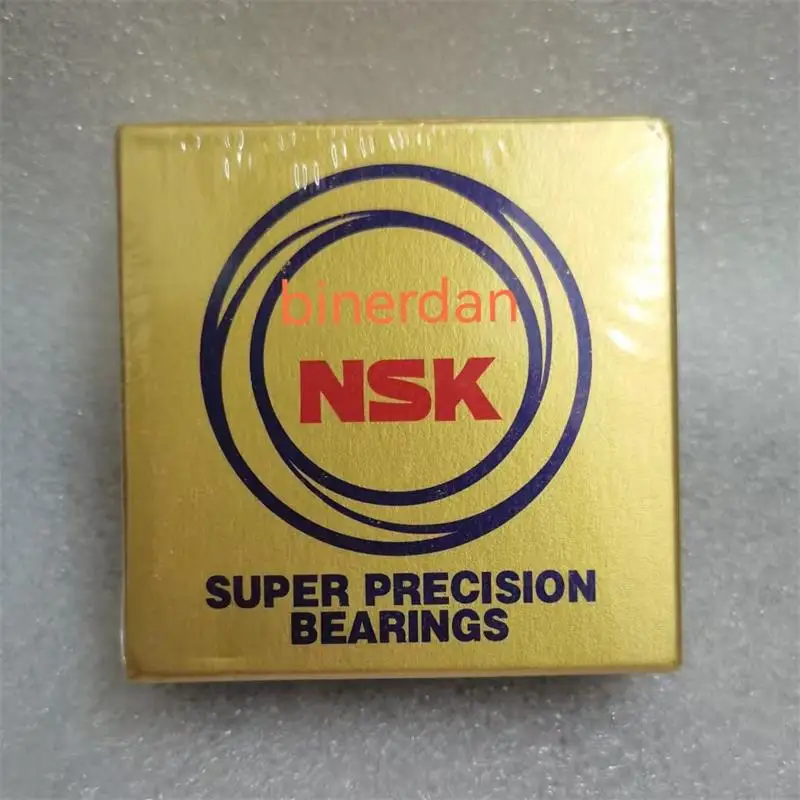 binerdan
NSK
SUPER PRECISION
BEARINGS